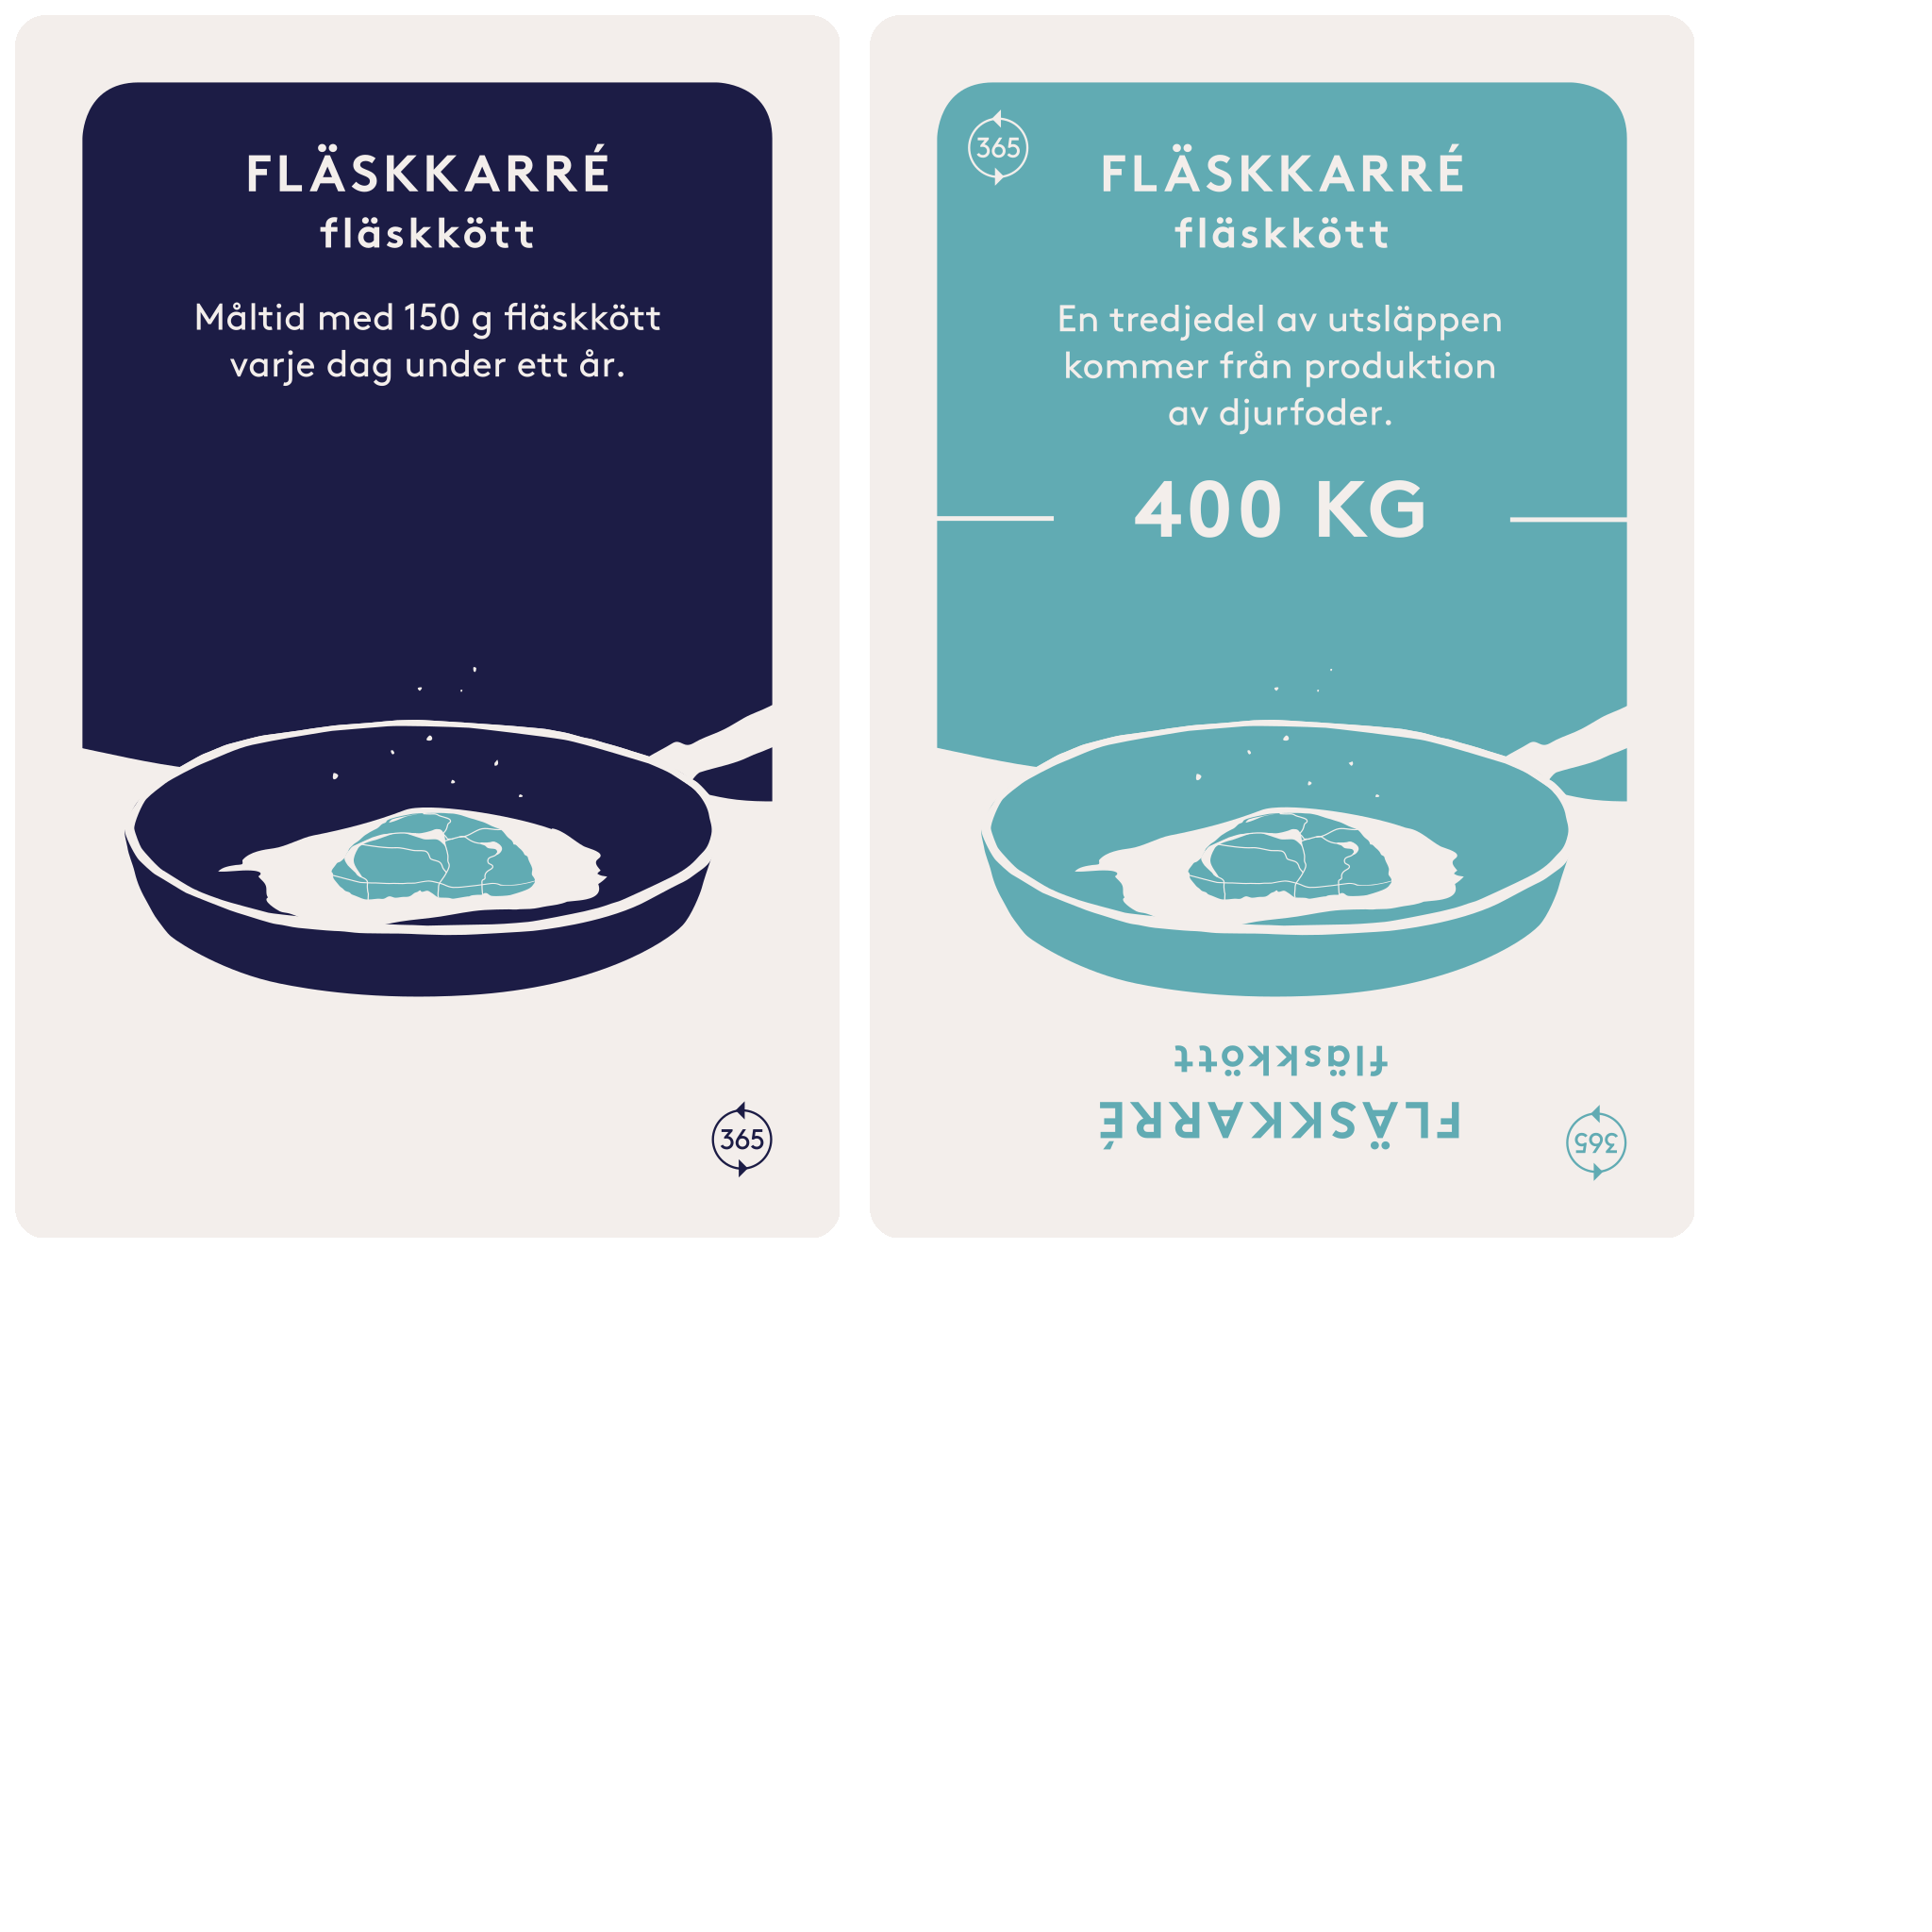 FLÄSKKARRÉ
fläskkött
Måltid med 150 g fläskkött
varje dag under ett år.
365
365
FLÄSKKARRÉ
fläskkött
En tredjedel av utsläppen
kommer från produktion
av djurfoder.
400 KG
fläskkött
FLÄSKKARRÉ
365